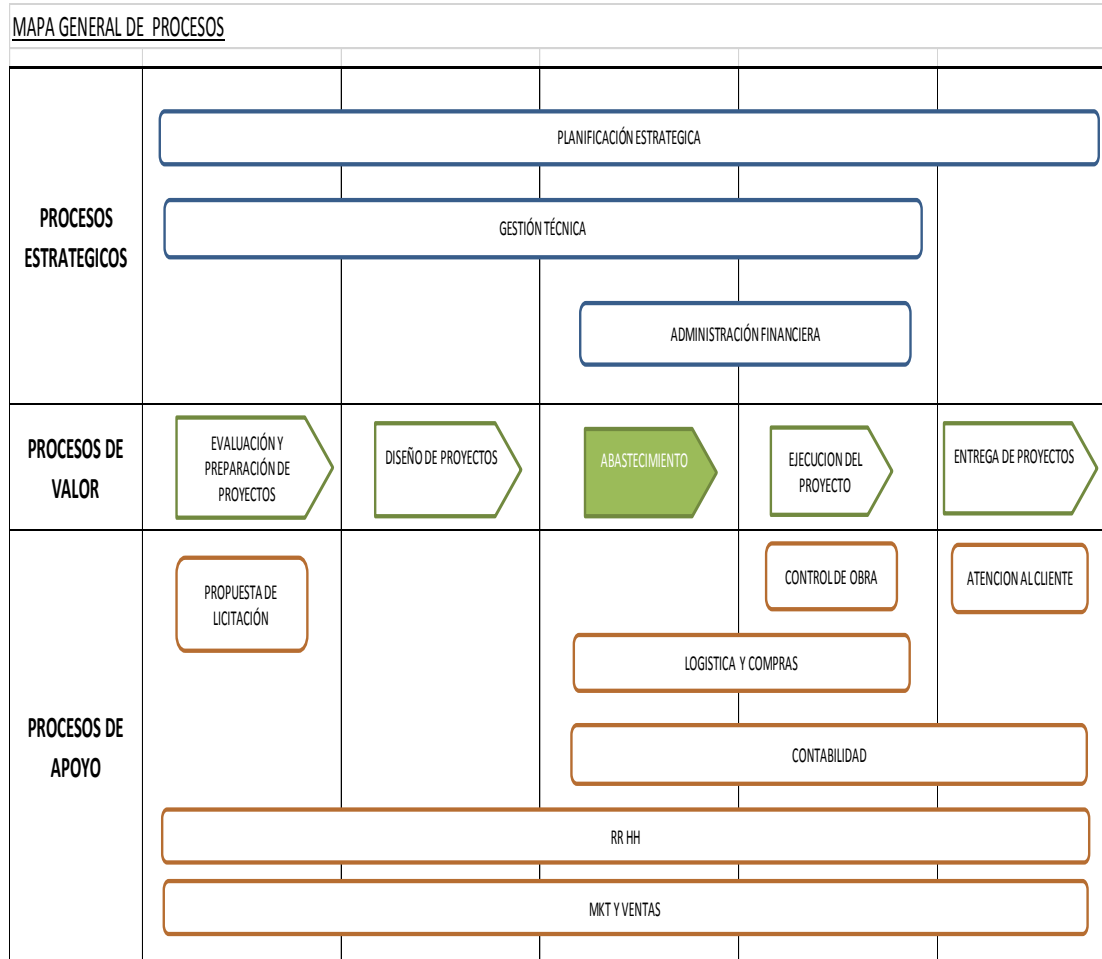 MAPA GENERAL DE PROCESOS
PROCESOS
ESTRATEGICOS
PLANIFICACIÓN ESTRATEGICA
GESTIÓN TÉCNICA
ADMINISTRACIÓN FINANCIERA
PROCESOS DE
VALOR
EVALUACIÓN Y
PREPARACIÓN DE
PROYECTOS
DISEÑO DE PROYECTOS
ABASTECIMIENTO
EJECUCION DEL
PROYECTO
ENTREGA DE PROYECTOS
PROCESOS DE
APOYO
PROPUESTA DE
LICITACIÓN
CONTROL DE OBRA
ATENCION AL CLIENTE
LOGISTICA Y COMPRAS
CONTABILIDAD
RR HH
MKT Y VENTAS